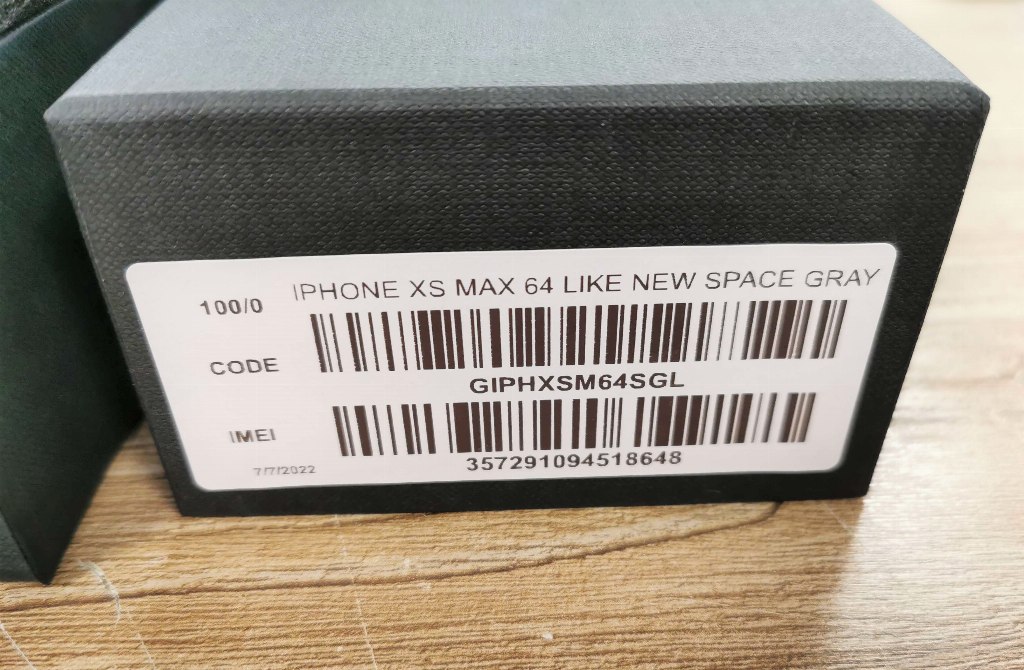 100/0 IPHONE XS MAX 64 LIKE NEW SPACE GRAY
CODE
GIPHXSM64SGL
IMEI
357291094518648
7/7/2022